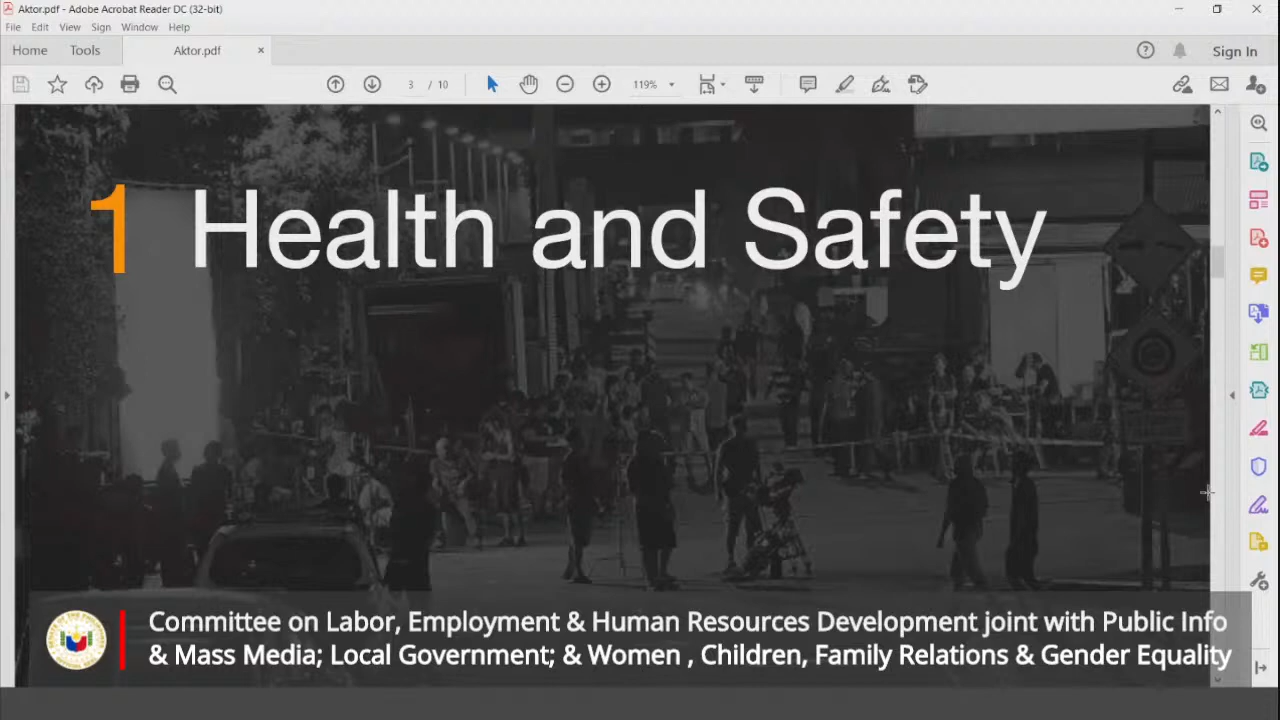 Aktor.pdf - Adobe Acrobat Reader DC (32-bit)
File Edit View Sign Window Help
Home Tools Aktor.pdf × Sign In
3 / 10 119%
1 Health and Safety
Committee on Labor, Employment & Human Resources Development joint with Public Info
& Mass Media; Local Government; & Women , Children, Family Relations & Gender Equality